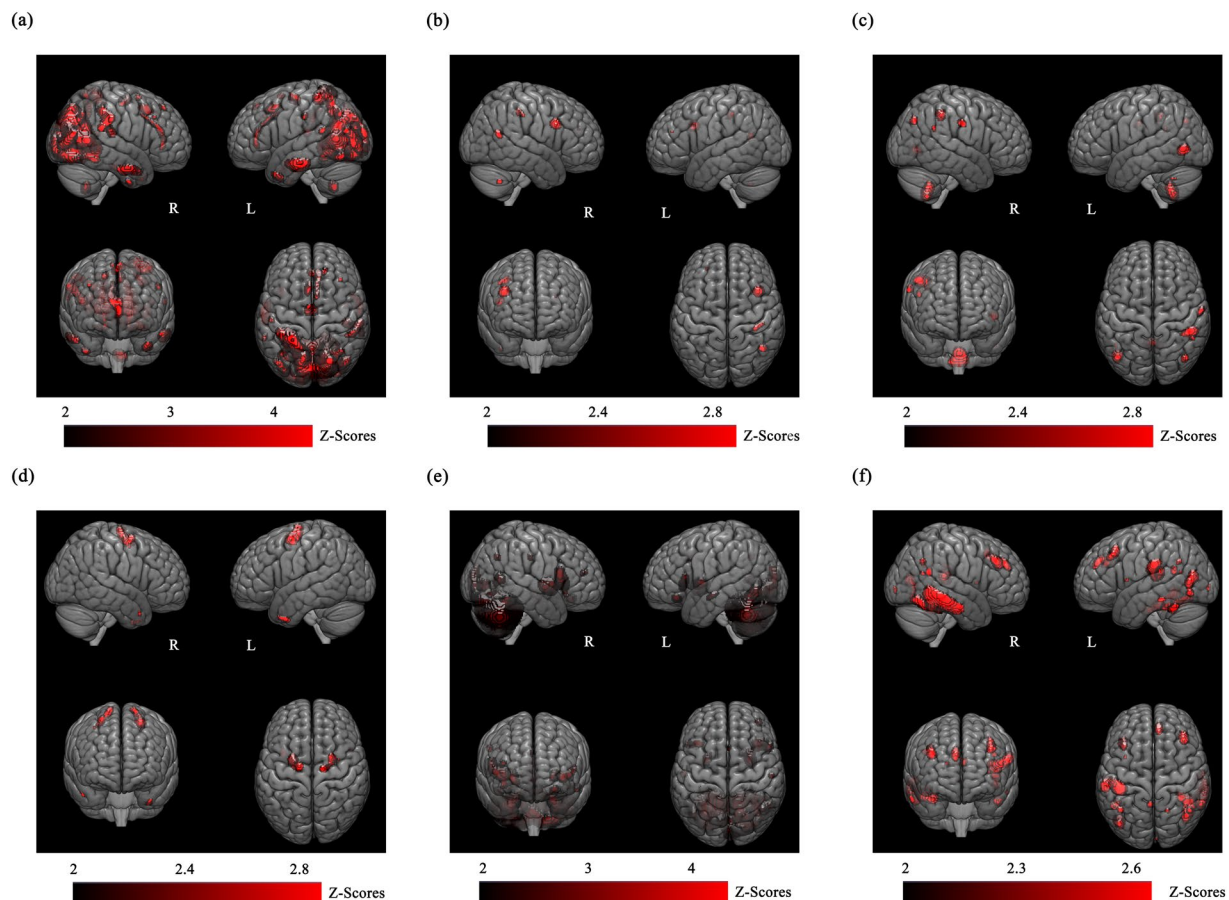 (a)
(b)
(c)
R L
R L
R L
2 3 4
Z-Scores
2 2.4 2.8
Z-Scores
2 2.4 2.8
Z-Scores
(d)
(e)
(f)
R L
R L
R L
2 2.4 2.8
Z-Scores
2 3 4
Z-Scores
2 2.3 2.6
Z-Scores